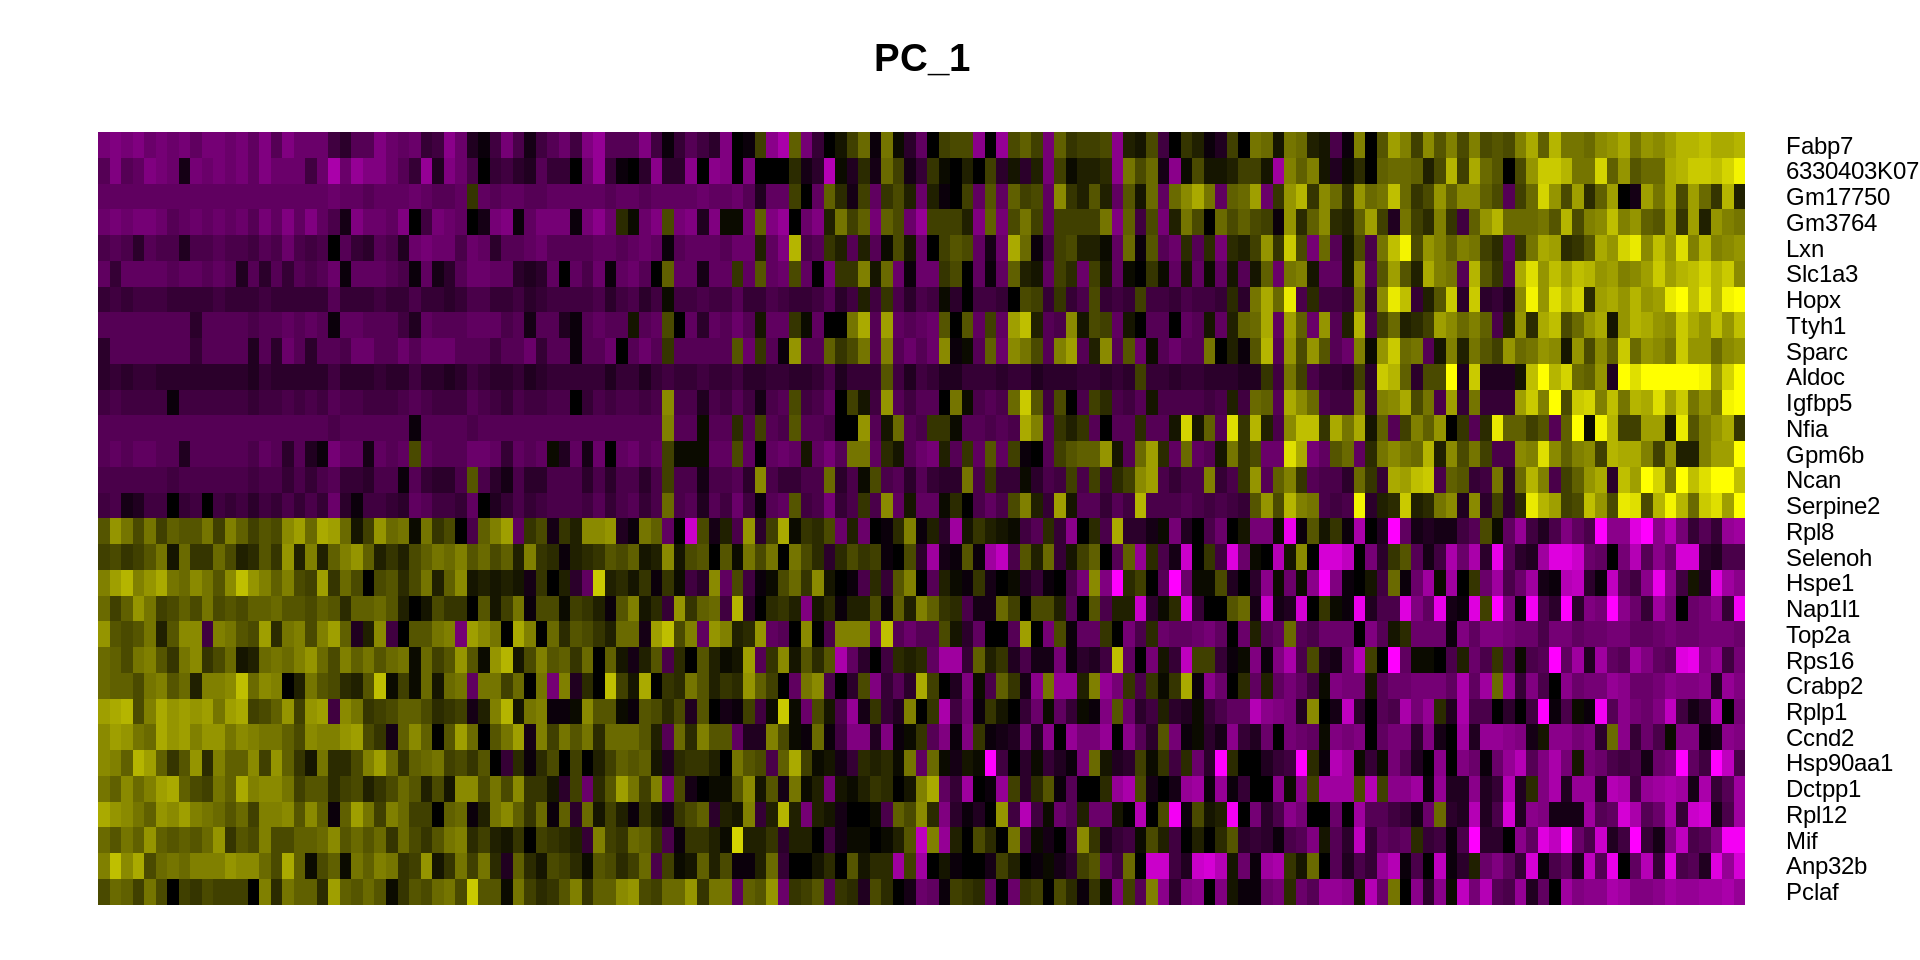 PC_1
Fabp7
6330403K07
Gm17750
Gm3764
Lxn
Slc1a3
Hopx
Ttyh1
Sparc
Aldoc
Igfbp5
Nfia
Gpm6b
Ncan
Serpine2
Rpl8
Selenoh
Hspe1
Nap1l1
Top2a
Rps16
Crabp2
Rplp1
Ccnd2
Hsp90aa1
Dctpp1
Rpl12
Mif
Anp32b
Pclaf